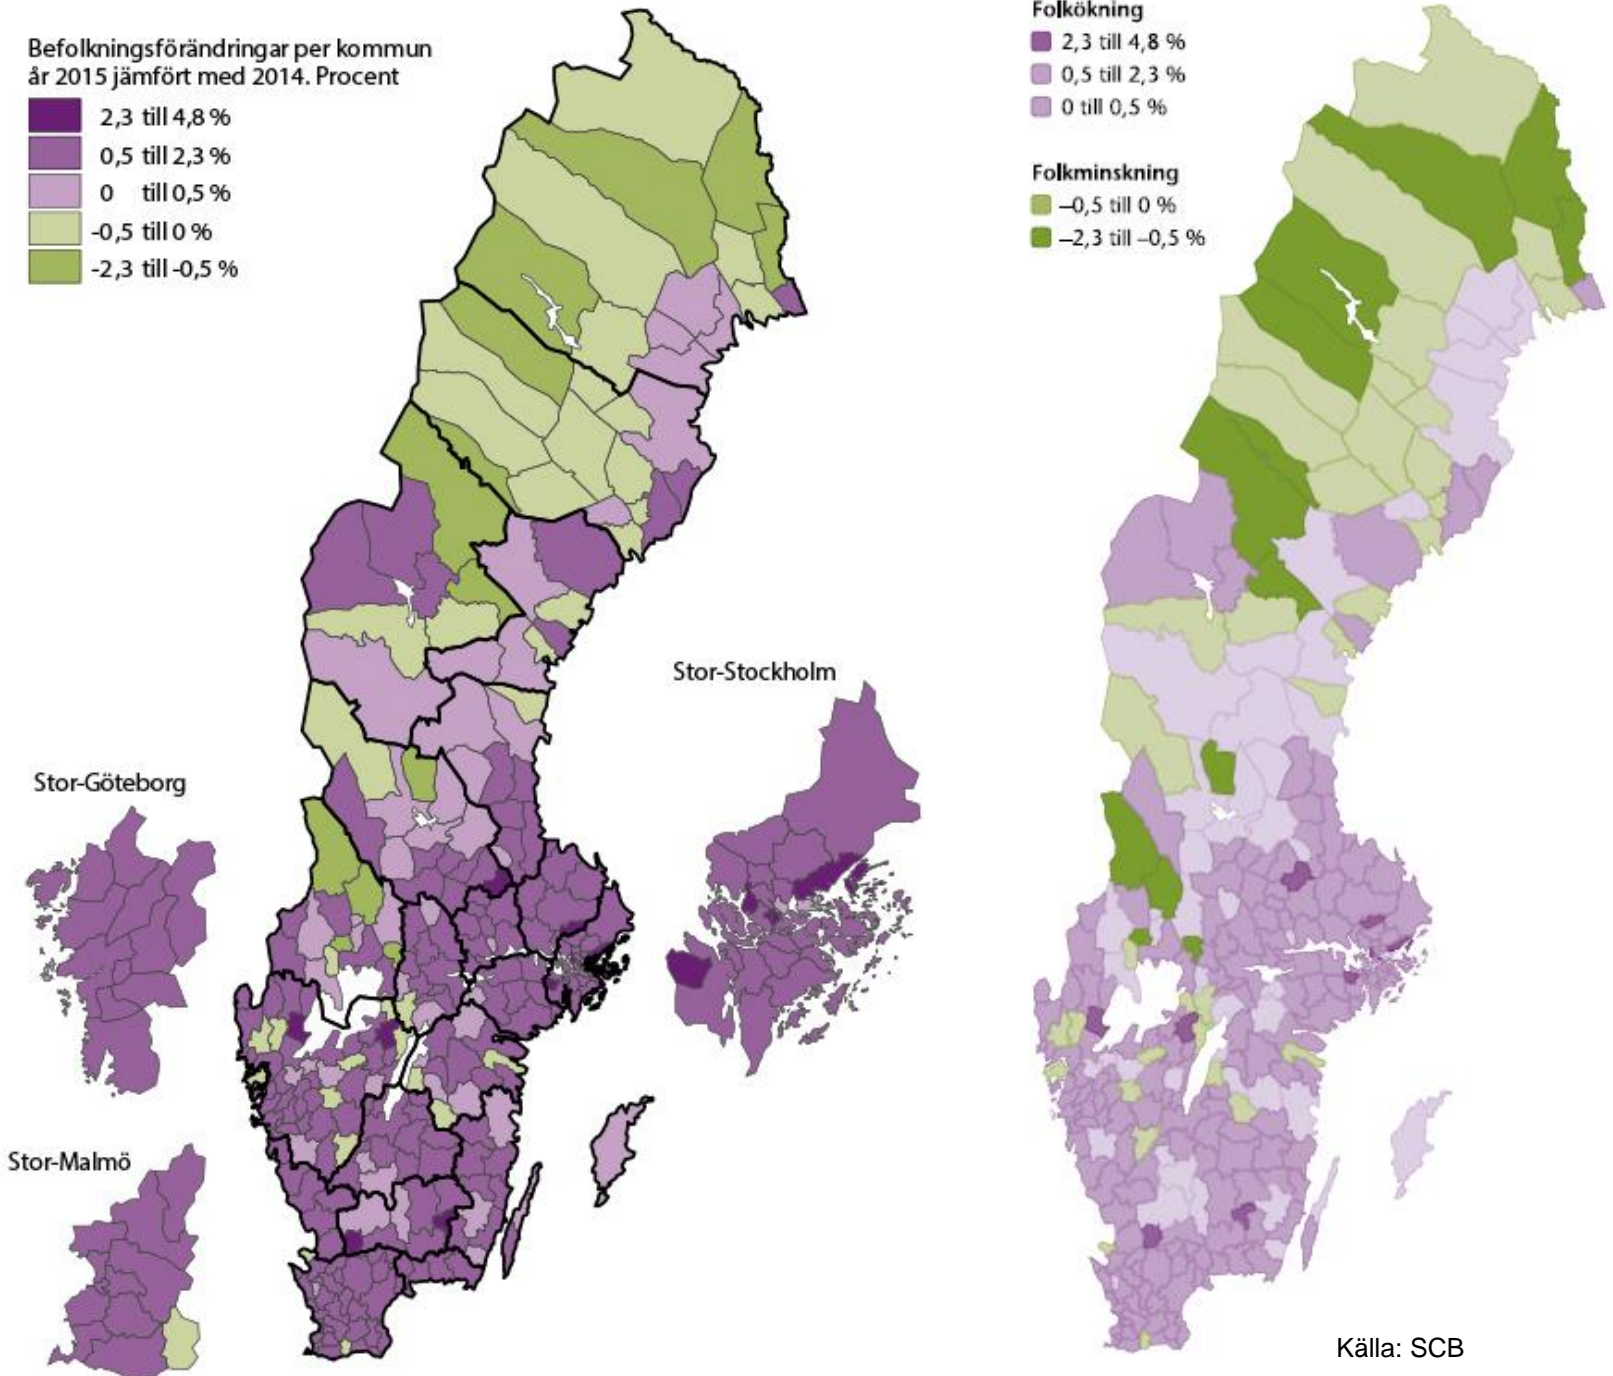 Befolkningsförändringar per kommun
år 2015 jämfört med 2014. Procent
2,3 till 4,8 %
0,5 till 2,3 %
0 till 0,5 %
-0,5 till 0 %
-2,3 till -0,5 %
Folkökning
2,3 till 4,8 %
0,5 till 2,3 %
0 till 0,5 %
Folkminskning
–0,5 till 0 %
–2,3 till –0,5 %
Stor-Stockholm
Stor-Göteborg
Stor-Malmö
Källa: SCB